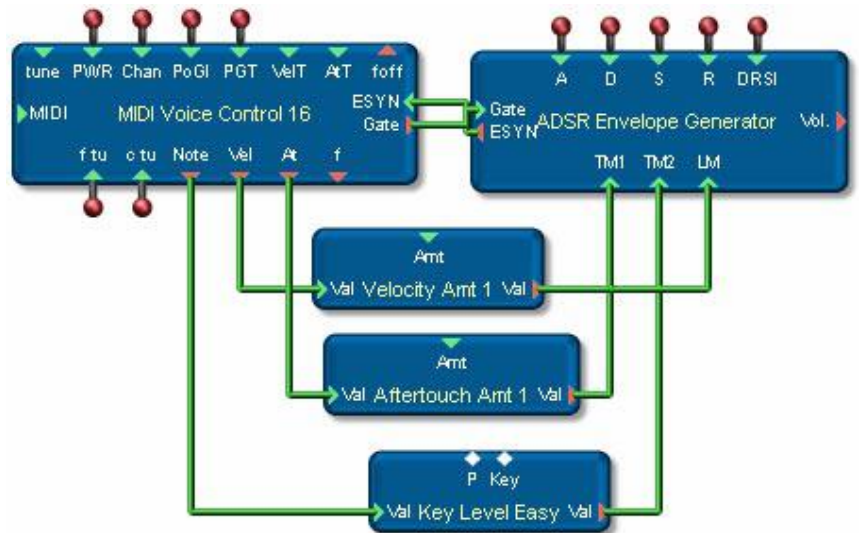 tune PWR Chan PoGl PGT VelT AtT foff
MIDI MIDI Voice Control 16 ESYN
Gate
f tu c tu Note Vel At f
A D S R DRSl
Gate
ESYN ADSR Envelope Generator Vol.
TM1 TM2 LM
Amt
Val Velocity Amt 1 Val
Amt
Val Aftertouch Amt 1 Val
P Key
Val Key Level Easy Val